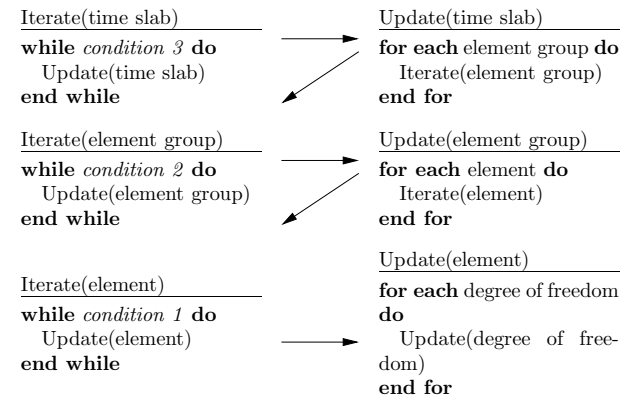 Iterate(time slab)
while condition 3 do
Update(time slab)
end while
Update(time slab)
for each element group do
Iterate(element group)
end for
Iterate(element group)
while condition 2 do
Update(element group)
end while
Update(element group)
for each element do
Iterate(element)
end for
Iterate(element)
while condition 1 do
Update(element)
end while
Update(element)
for each degree of freedom
do
Update(degree of free-
dom)
end for